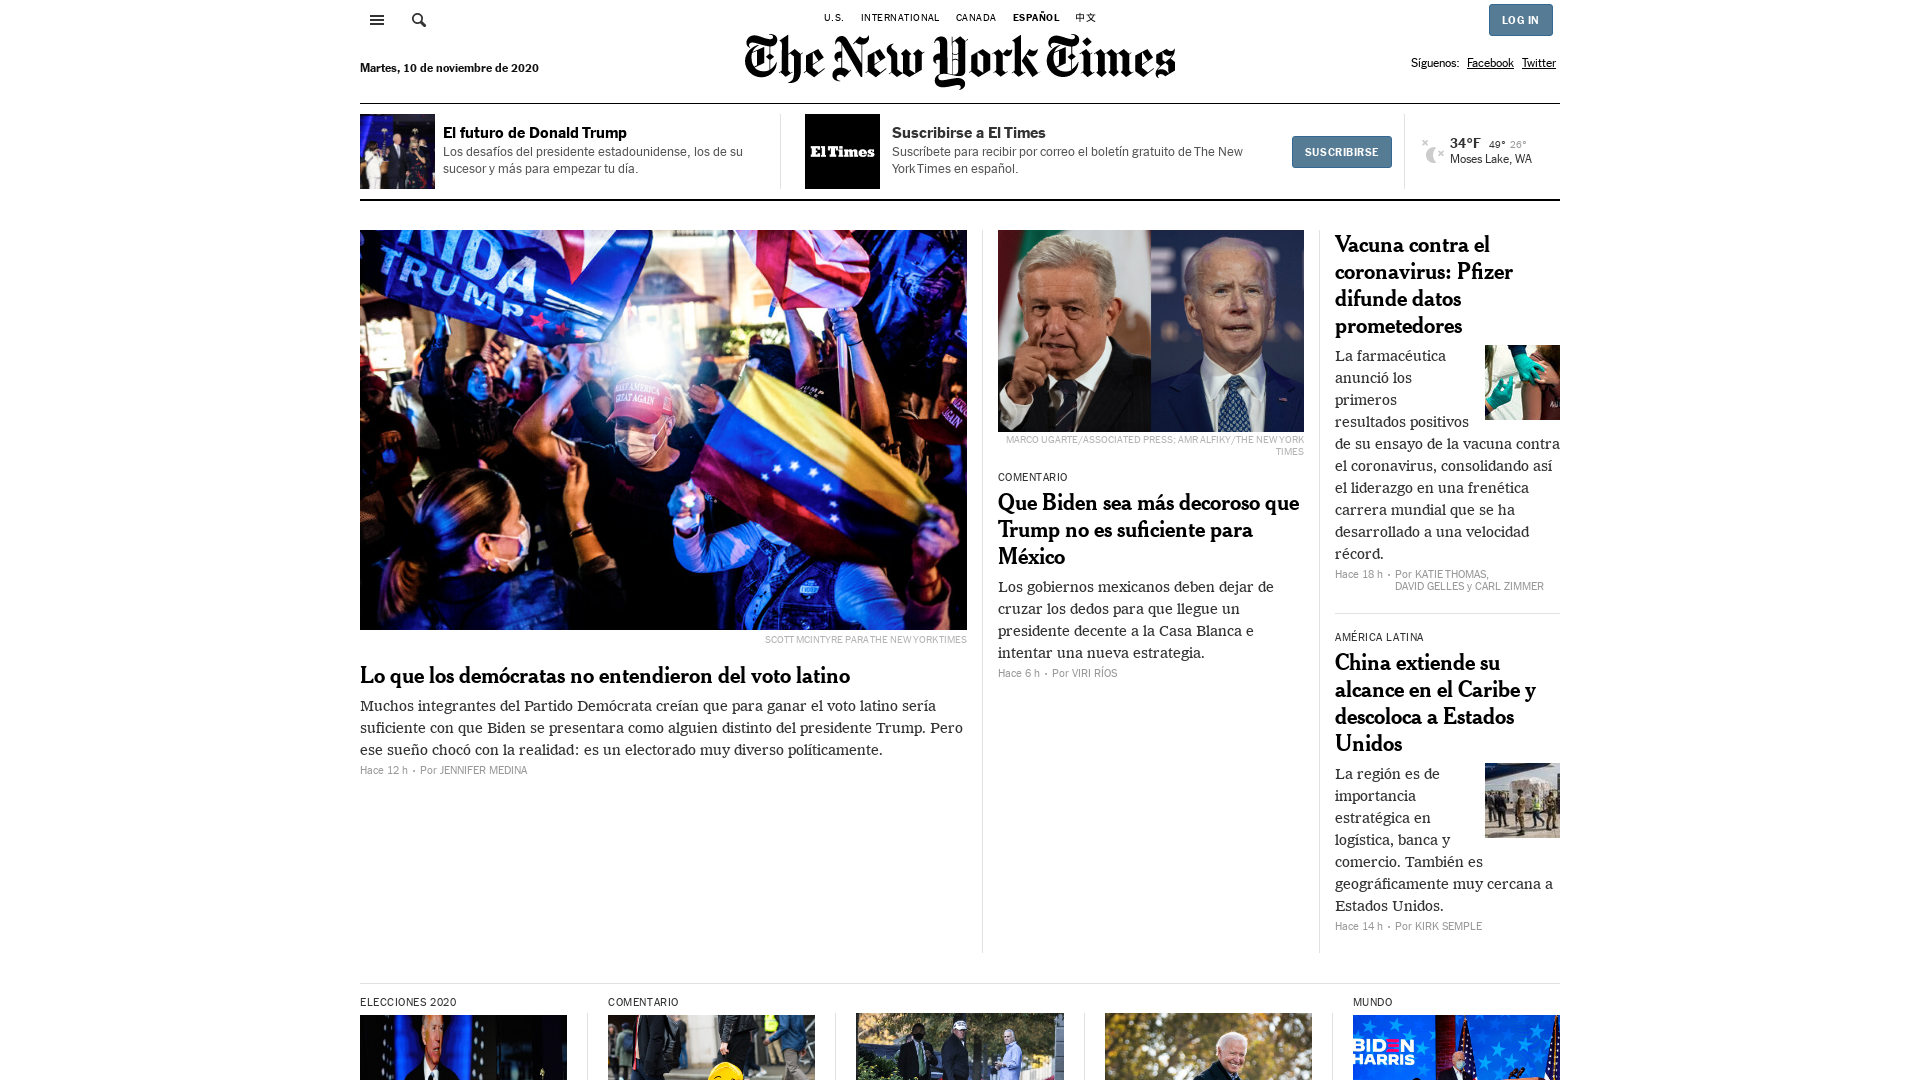 U.S. INTERNATIONAL CANADA ESPAÑOL 中文
LOG IN
The New York Times
Martes, 10 de noviembre de 2020
Síguenos: Facebook Twitter
El futuro de Donald Trump
Los desafíos del presidente estadounidense, los de su
sucesor y más para empezar tu día.
El Times
Suscribirse a El Times
Suscríbete para recibir por correo el boletín gratuito de The New
York Times en español.
SUSCRIBIRSE
34°F 49° 26°
Moses Lake, WA
TRUMP
MAKE AMERICA
GREAT AGAIN
SCOTT MCINTYRE PARA THE NEW YORK TIMES
Lo que los demócratas no entendieron del voto latino
Muchos integrantes del Partido Demócrata creían que para ganar el voto latino sería
suficiente con que Biden se presentara como alguien distinto del presidente Trump. Pero
ese sueño chocó con la realidad: es un electorado muy diverso políticamente.
Hace 12 h • Por JENNIFER MEDINA
MARCO UGARTE/ASSOCIATED PRESS; AMR ALFIKY/THE NEW YORK
TIMES
COMENTARIO
Que Biden sea más decoroso que
Trump no es suficiente para
México
Los gobiernos mexicanos deben dejar de
cruzar los dedos para que llegue un
presidente decente a la Casa Blanca e
intentar una nueva estrategia.
Hace 6 h • Por VIRI RÍOS
Vacuna contra el
coronavirus: Pfizer
difunde datos
prometedores
La farmacéutica
anunció los
primeros
resultados positivos
de su ensayo de la vacuna contra
el coronavirus, consolidando así
el liderazgo en una frenética
carrera mundial que se ha
desarrollado a una velocidad
récord.
Hace 18 h • Por KATIE THOMAS,
DAVID GELLES y CARL ZIMMER
AMÉRICA LATINA
China extiende su
alcance en el Caribe y
descoloca a Estados
Unidos
La región es de
importancia
estratégica en
logística, banca y
comercio. También es
geográficamente muy cercana a
Estados Unidos.
Hace 14 h • Por KIRK SEMPLE
ELECCIONES 2020
COMENTARIO
MUNDO
BIDEN
HARRIS